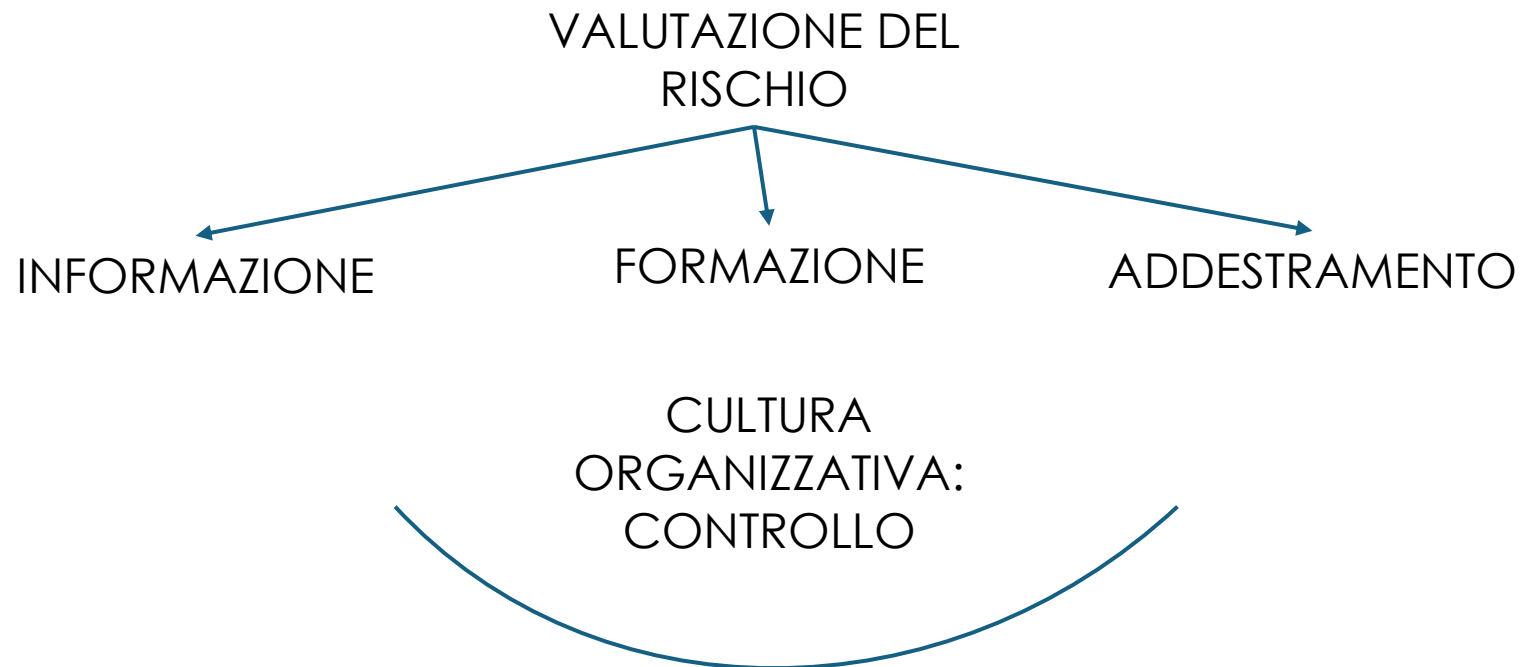 VALUTAZIONE DEL
RISCHIO
INFORMAZIONE
FORMAZIONE
ADDESTRAMENTO
CULTURA
ORGANIZZATIVA:
CONTROLLO